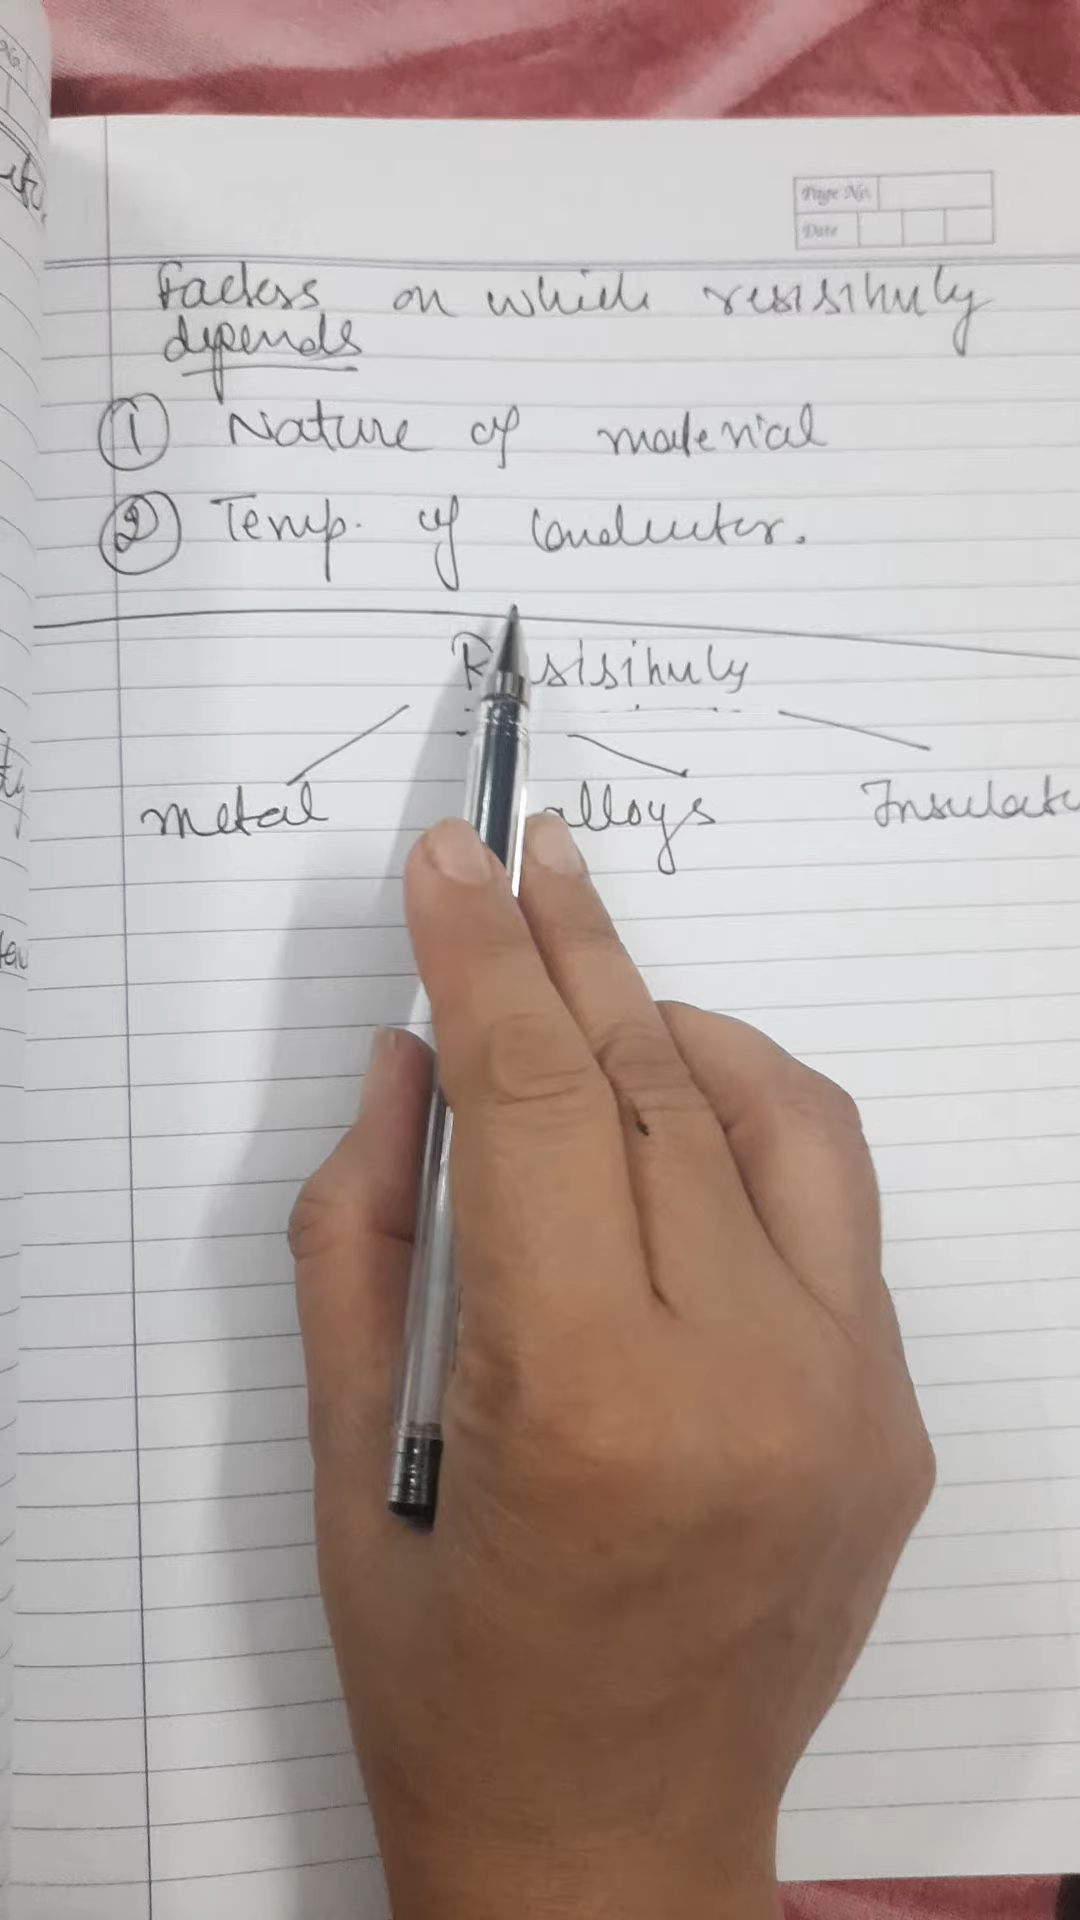 Page No.
Date
Factors on which resistivity
depends
1 Nature of material
2 Temp. of conductor.
Resistivity
metal alloys Insulato